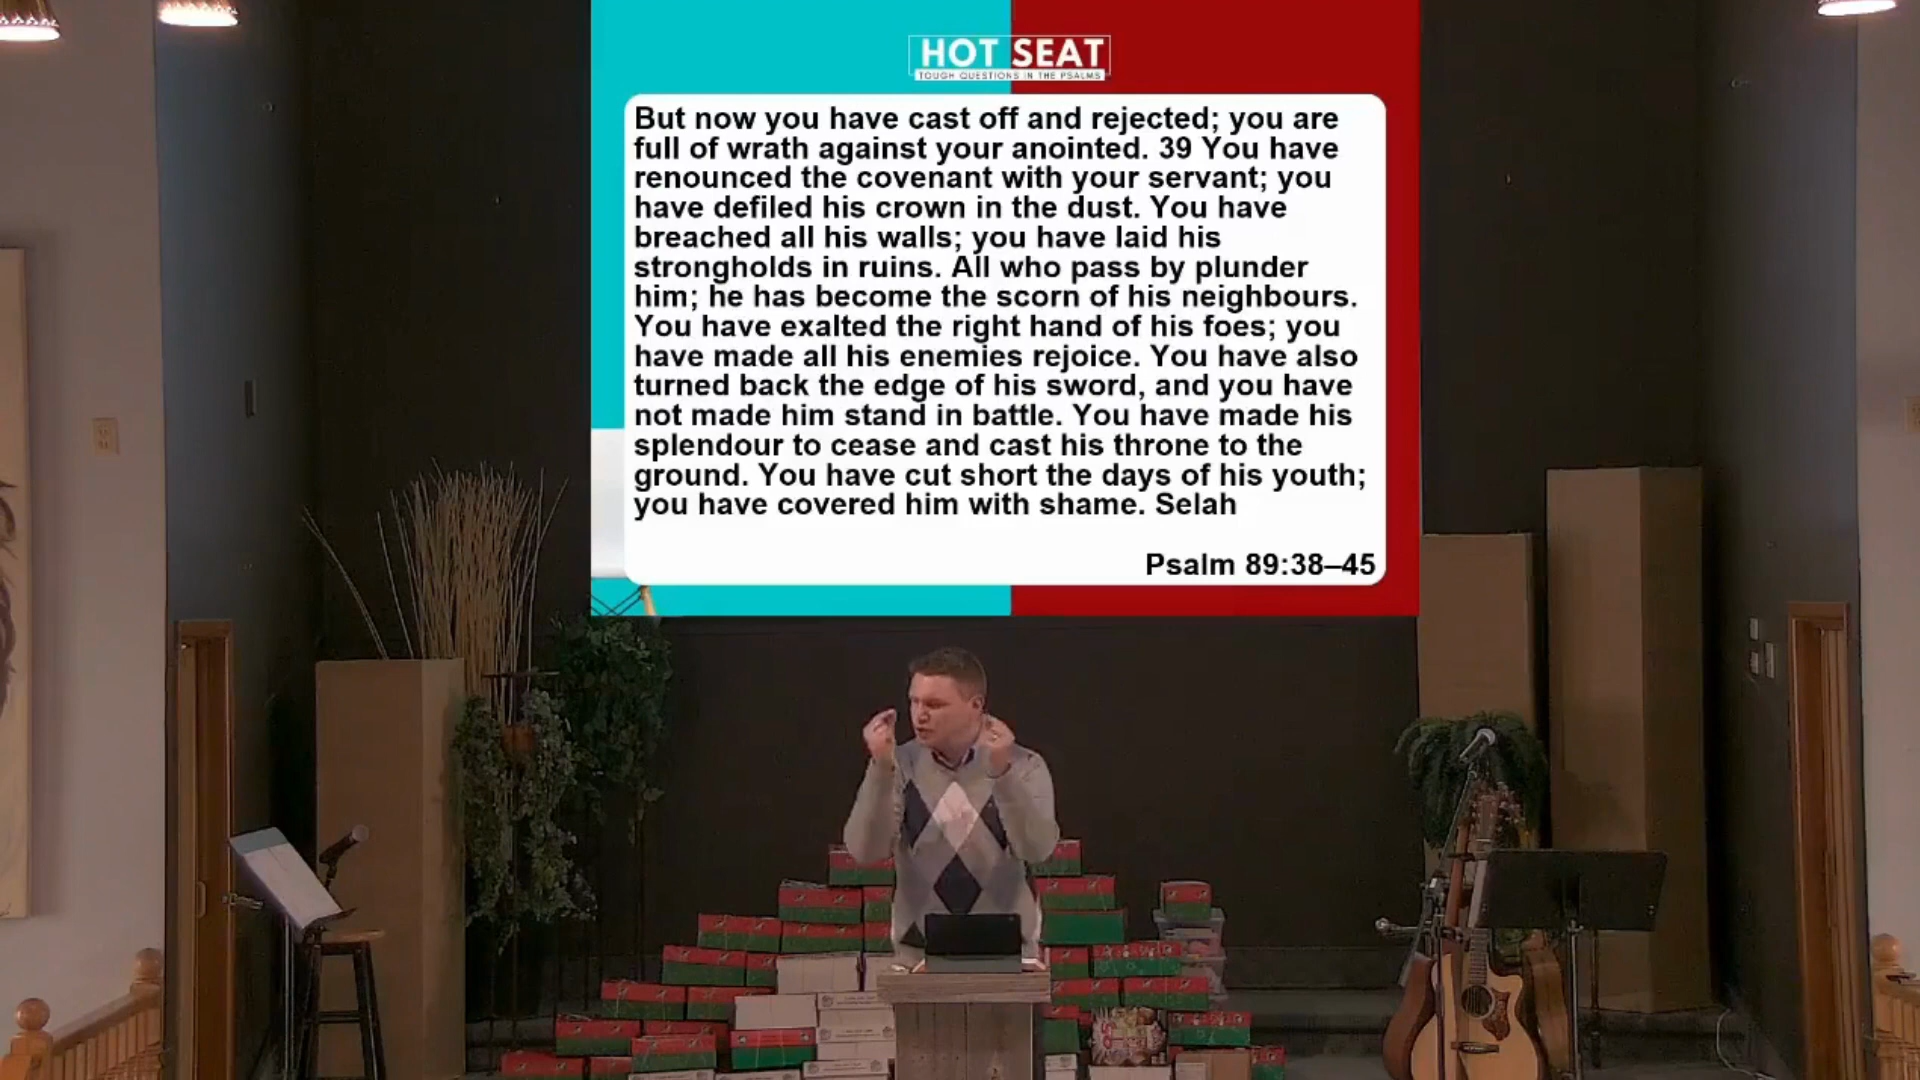 HOT SEAT
TOUGH QUESTIONS IN THE PSALMS
But now you have cast off and rejected; you are
full of wrath against your anointed. 39 You have
renounced the covenant with your servant; you
have defiled his crown in the dust. You have
breached all his walls; you have laid his
strongholds in ruins. All who pass by plunder
him; he has become the scorn of his neighbours.
You have exalted the right hand of his foes; you
have made all his enemies rejoice. You have also
turned back the edge of his sword, and you have
not made him stand in battle. You have made his
splendour to cease and cast his throne to the
ground. You have cut short the days of his youth;
you have covered him with shame. Selah
Psalm 89:38–45